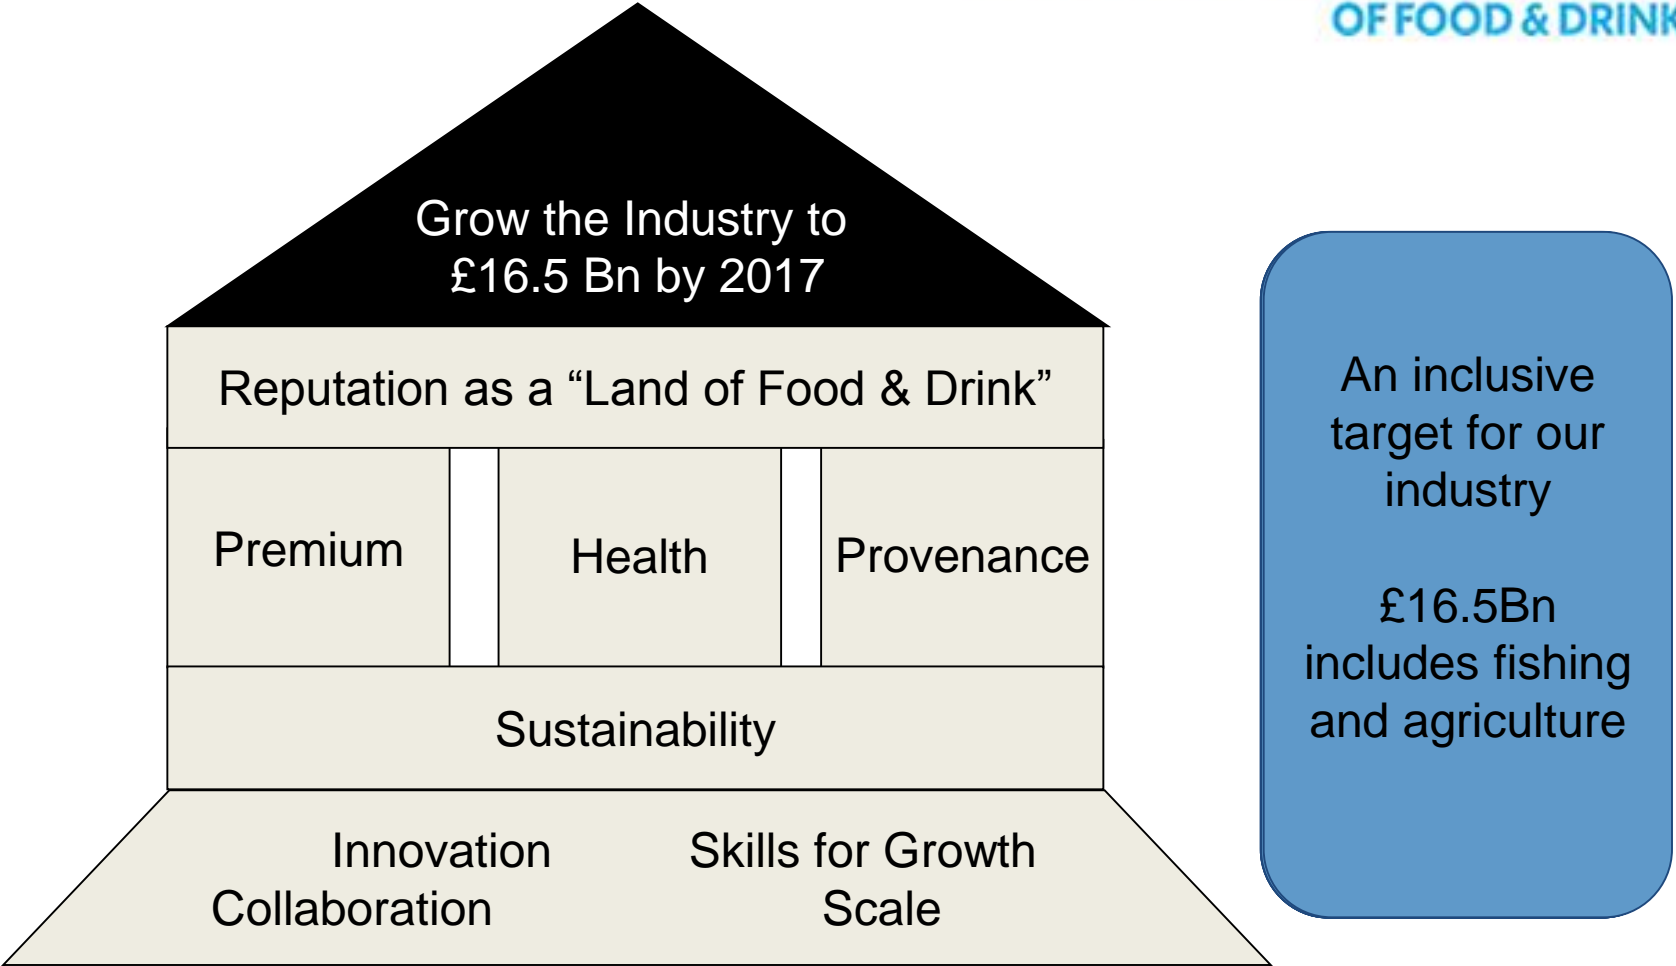 OF FOOD & DRINK
Grow the Industry to
£16.5 Bn by 2017
Reputation as a “Land of Food & Drink”
Premium
Health
Provenance
Sustainability
Innovation
Skills for Growth
Collaboration
Scale
An inclusive
target for our
industry
£16.5Bn
includes fishing
and agriculture